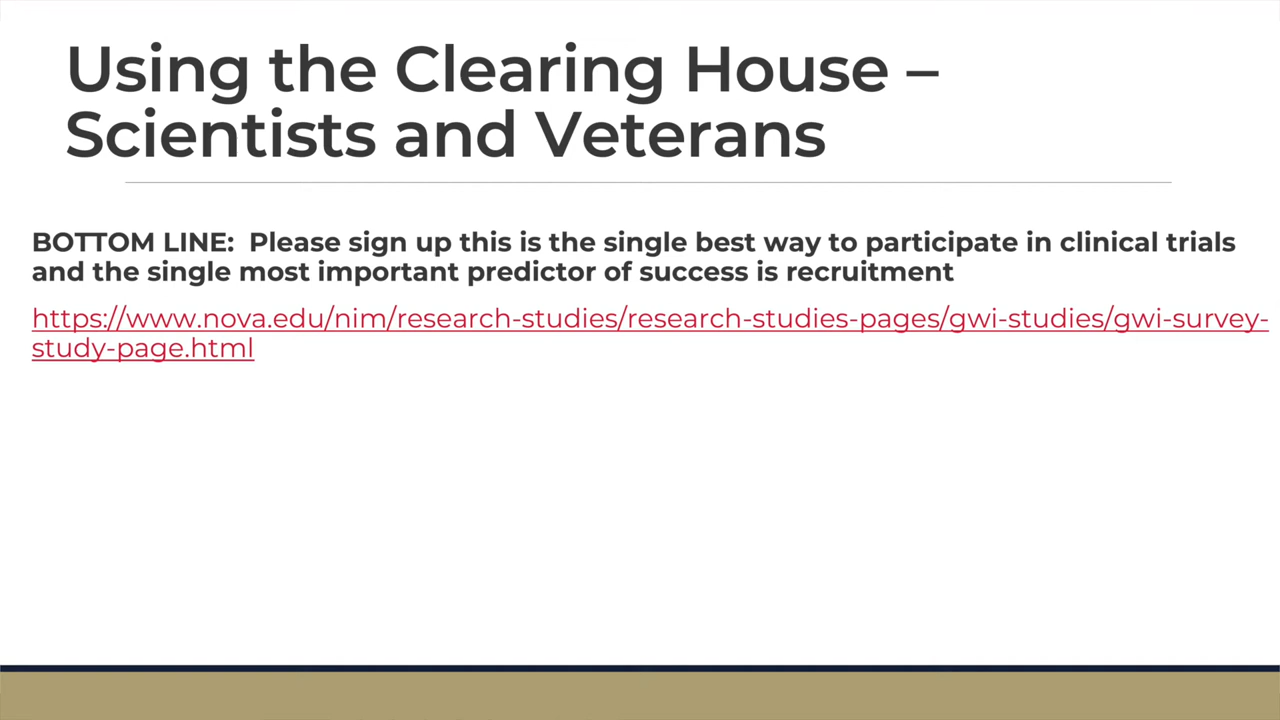 Using the Clearing House –
Scientists and Veterans
BOTTOM LINE:  Please sign up this is the single best way to participate in clinical trials
and the single most important predictor of success is recruitment
https://www.nova.edu/nim/research-studies/research-studies-pages/gwi-studies/gwi-survey-
study-page.html